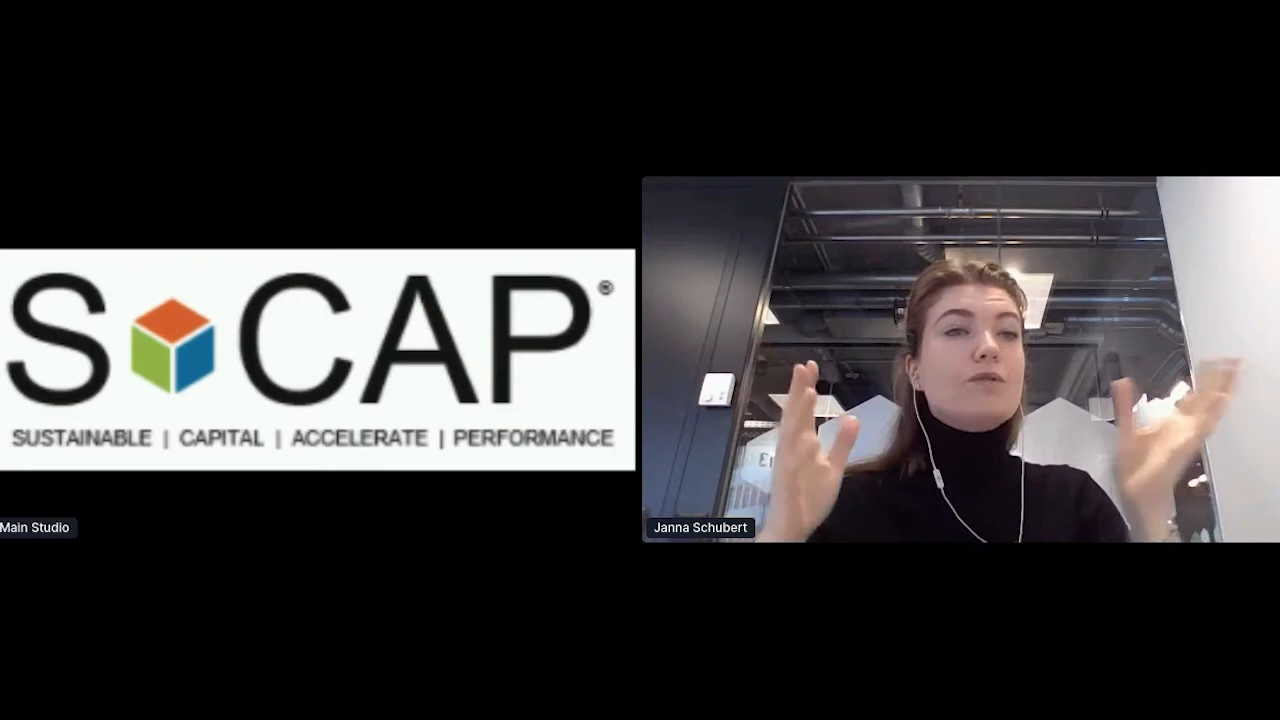 S CAP®
SUSTAINABLE | CAPITAL | ACCELERATE | PERFORMANCE
Main Studio
Janna Schubert